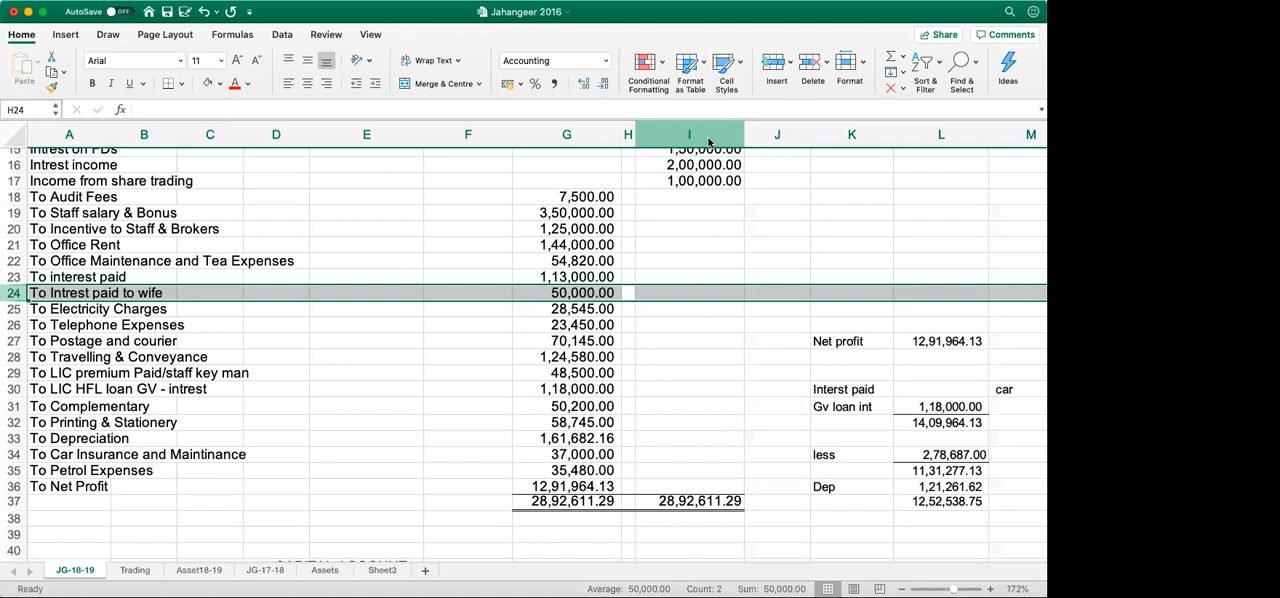 AutoSave OFF
Jahangeer 2016
Home Insert Draw Page Layout Formulas Data Review View
Share Comments
Paste
Arial 11
B I U
Wrap Text
Merge & Centre
Accounting
Conditional Formatting
Format as Table
Cell Styles
Insert Delete Format
Sort & Filter
Find & Select
Ideas
H24
fx
A B C D E F G H I J K L M
15 Intrest on FDs 1,50,000.00
16 Intrest income 2,00,000.00
17 Income from share trading 1,00,000.00
18 To Audit Fees 7,500.00
19 To Staff salary & Bonus 3,50,000.00
20 To Incentive to Staff & Brokers 1,25,000.00
21 To Office Rent 1,44,000.00
22 To Office Maintenance and Tea Expenses 54,820.00
23 To interest paid 1,13,000.00
24 To Intrest paid to wife 50,000.00
25 To Electricity Charges 28,545.00
26 To Telephone Expenses 23,450.00
27 To Postage and courier 70,145.00 Net profit 12,91,964.13
28 To Travelling & Conveyance 1,24,580.00
29 To LIC premium Paid/staff key man 48,500.00
30 To LIC HFL loan GV - intrest 1,18,000.00 Interst paid car
31 To Complementary 50,200.00 Gv loan int 1,18,000.00
32 To Printing & Stationery 58,745.00 14,09,964.13
33 To Depreciation 1,61,682.16
34 To Car Insurance and Maintinance 37,000.00 less 2,78,687.00
35 To Petrol Expenses 35,480.00 11,31,277.13
36 To Net Profit 12,91,964.13 Dep 1,21,261.62
37 28,92,611.29 28,92,611.29 12,52,538.75
38
39
40
JG-18-19 Trading Asset18-19 JG-17-18 Assets Sheet3
Ready Average: 50,000.00 Count: 2 Sum: 50,000.00 172%